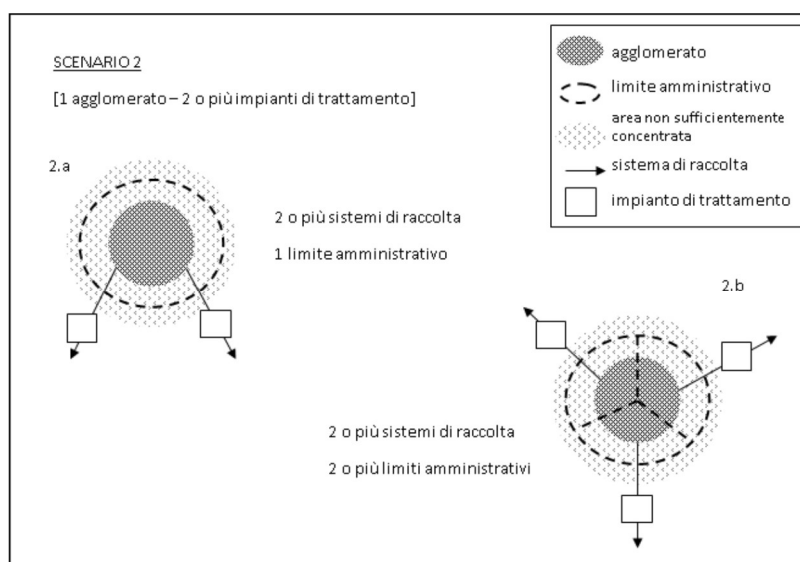 SCENARIO 2
[1 agglomerato – 2 o più impianti di trattamento]
agglomerato
limite amministrativo
area non sufficientemente
concentrata
sistema di raccolta
impianto di trattamento
2.a
2 o più sistemi di raccolta
1 limite amministrativo
2.b
2 o più sistemi di raccolta
2 o più limiti amministrativi